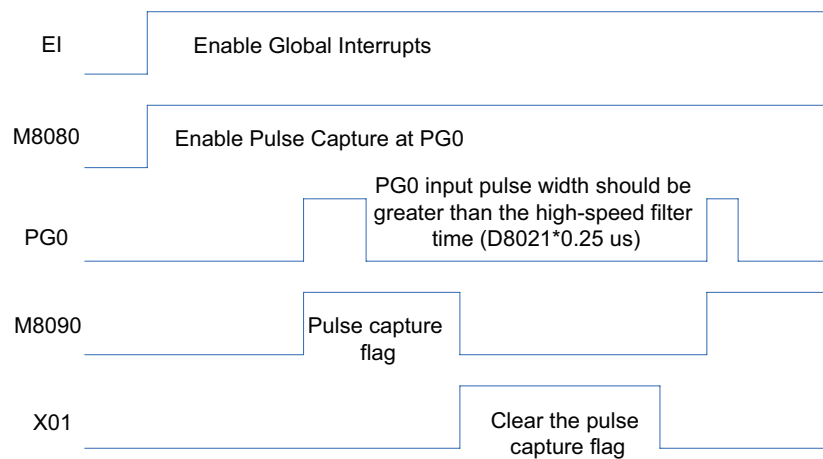 EI
Enable Global Interrupts
M8080
Enable Pulse Capture at PG0
PG0 input pulse width should be
greater than the high-speed filter
time (D8021*0.25 us)
PG0
M8090
Pulse capture
flag
X01
Clear the pulse
capture flag